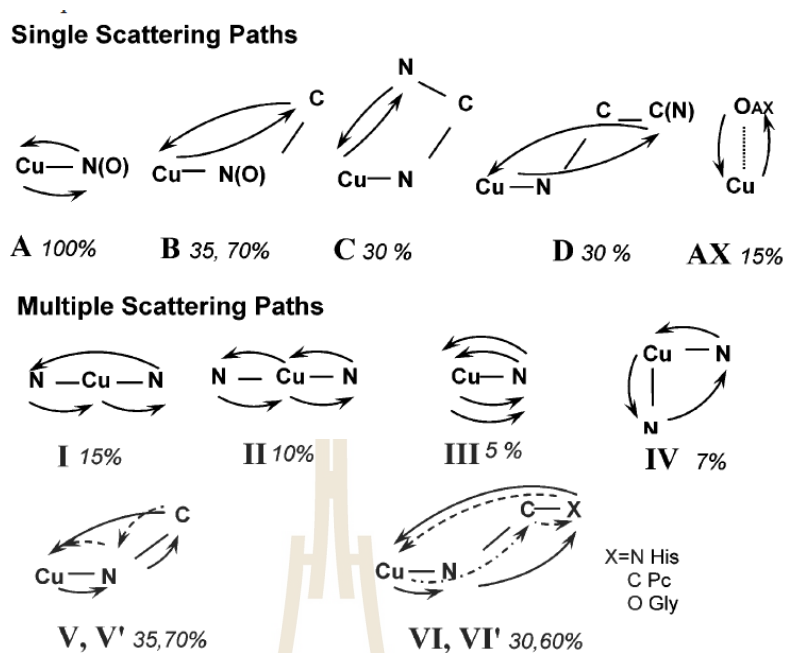 Single Scattering Paths
N
C
C
Cu — N(O)
Cu — N(O)
Cu — N
C — C(N)
Cu — N
OAX
Cu
A 100%
B 35, 70%
C 30 %
D 30 %
AX 15%
Multiple Scattering Paths
N — Cu — N
N — Cu — N
Cu — N
Cu — N
N
I 15%
II 10%
III 5 %
IV 7%
C
Cu — N
C — X
Cu — N
X=N His
C Pc
O Gly
V, V' 35,70%
VI, VI' 30,60%